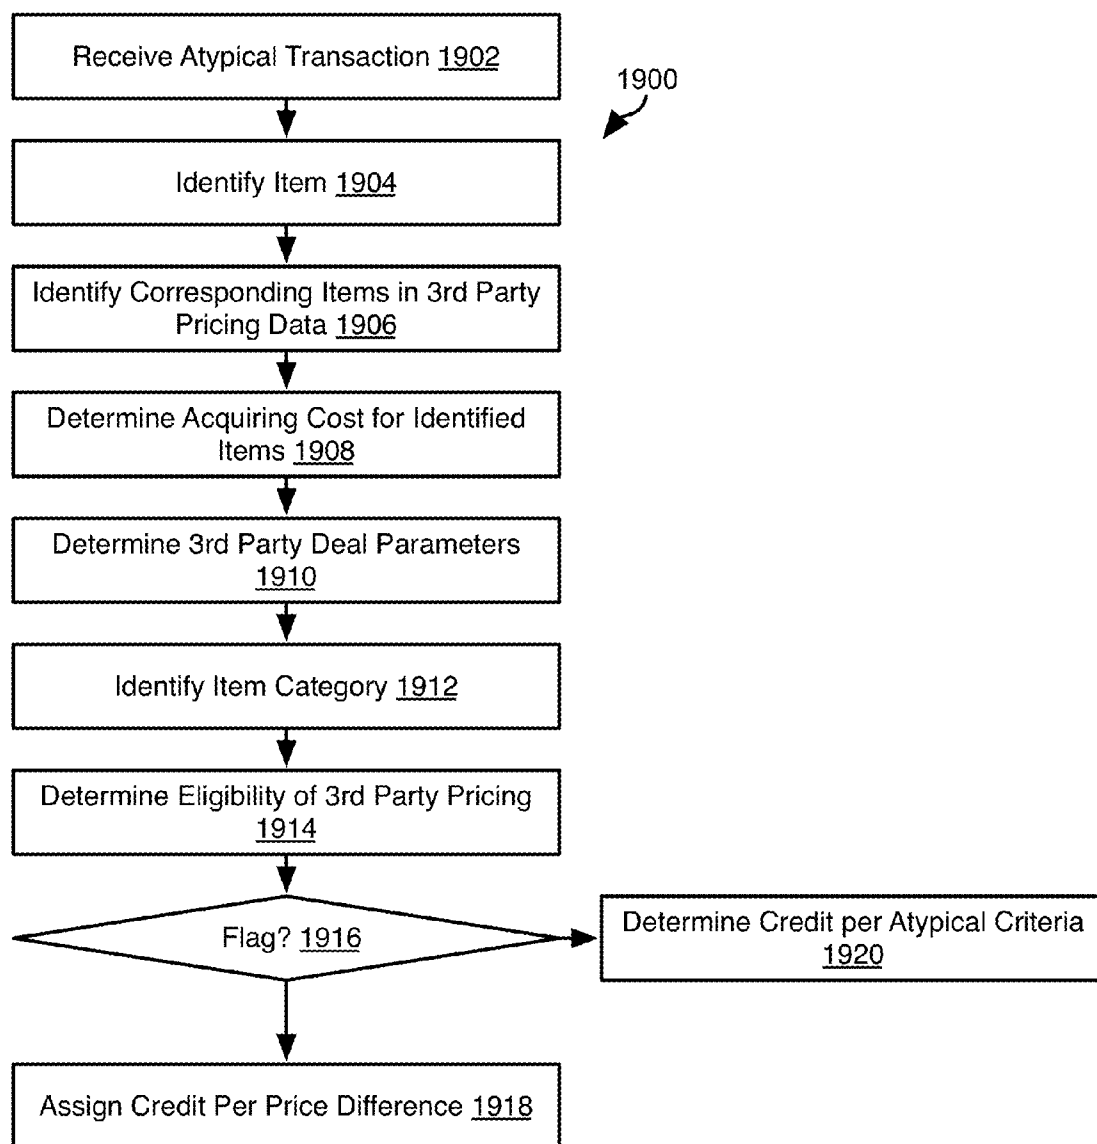 Receive Atypical Transaction 1902
1900
Identify Item 1904
Identify Corresponding Items in 3rd Party
Pricing Data 1906
Determine Acquiring Cost for Identified
Items 1908
Determine 3rd Party Deal Parameters
1910
Identify Item Category 1912
Determine Eligibility of 3rd Party Pricing
1914
Flag? 1916
Determine Credit per Atypical Criteria
1920
Assign Credit Per Price Difference 1918